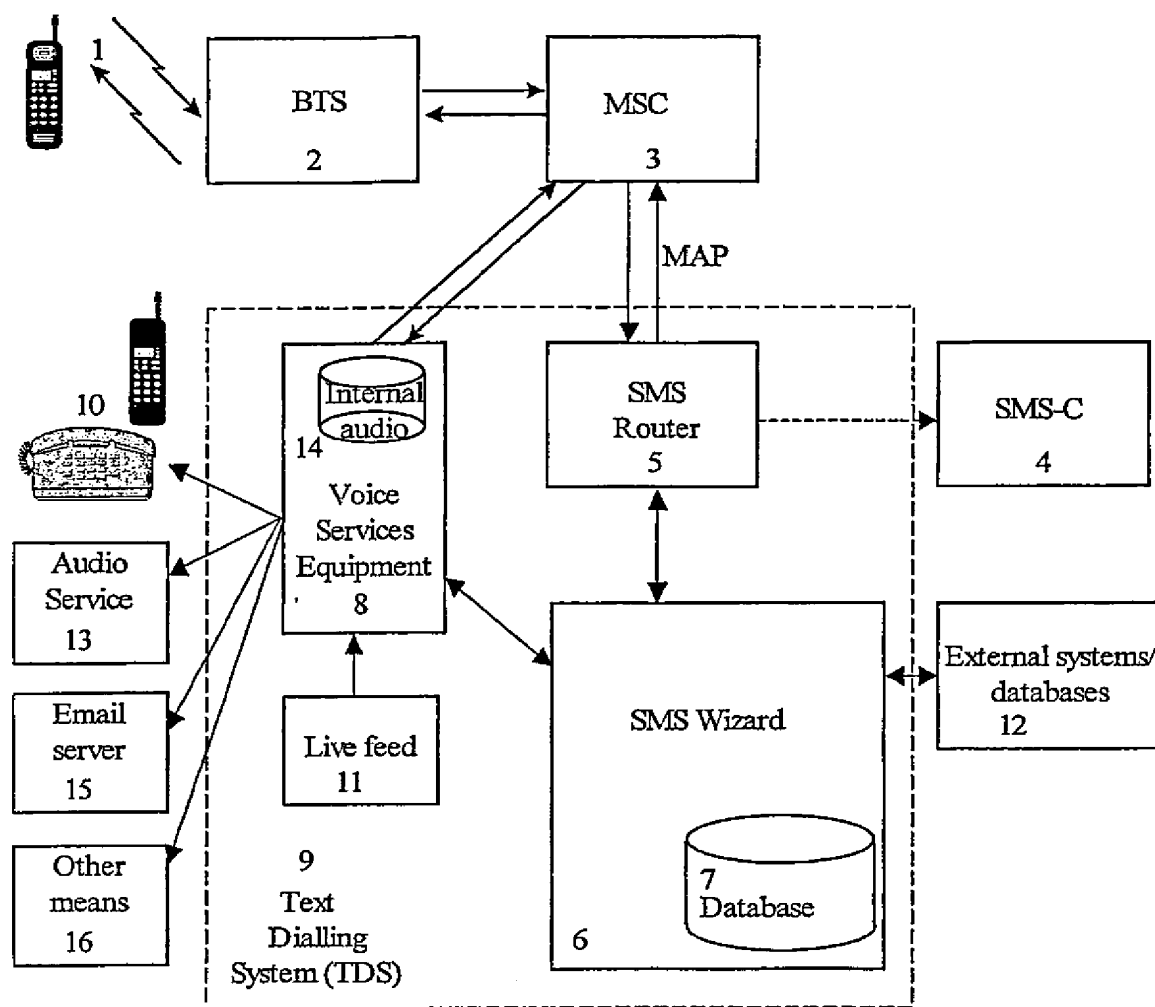 1
BTS
2
MSC
3
MAP
10
Internal
audio
14
Voice
Services
Equipment
8
SMS
Router
5
SMS-C
4
Audio
Service
13
Email
server
15
Other
means
16
Live feed
11
SMS Wizard
7
Database
6
External systems/
databases
12
9
Text
Dialling
System (TDS)